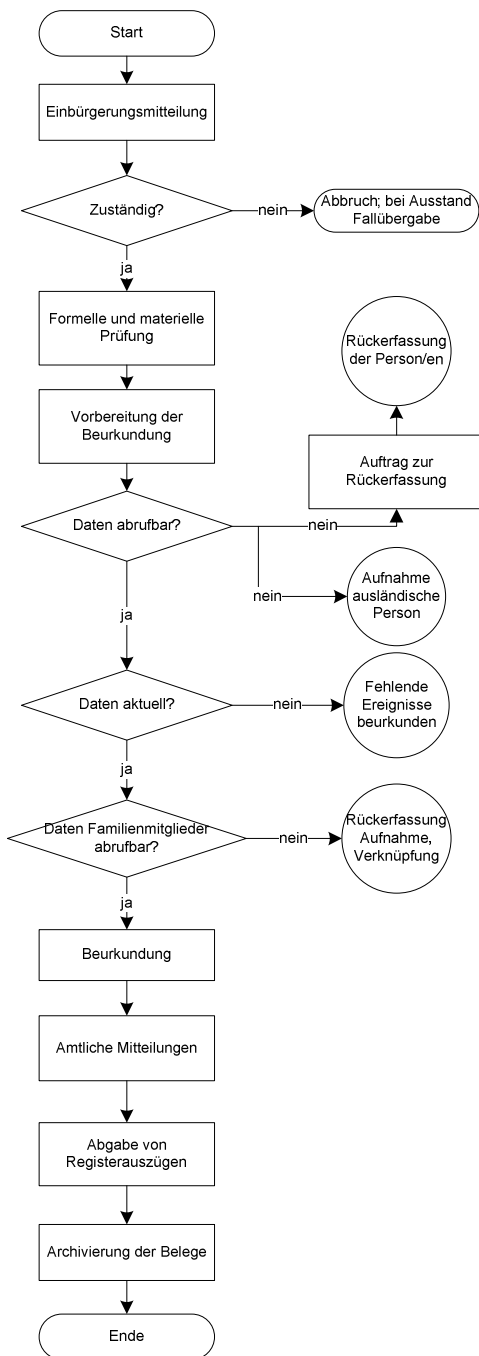 Start
Einbürgerungsmitteilung
Zuständig?
nein
Abbruch; bei Ausstand
Fallübergabe
ja
Formelle und materielle
Prüfung
Rückerfassung
der Person/en
Vorbereitung der
Beurkundung
Auftrag zur
Rückerfassung
Daten abrufbar?
nein
nein
Aufnahme
ausländische
Person
ja
Daten aktuell?
nein
Fehlende
Ereignisse
beurkunden
ja
Daten Familienmitglieder
abrufbar?
nein
Rückerfassung
Aufnahme,
Verknüpfung
ja
Beurkundung
Amtliche Mitteilungen
Abgabe von
Registerauszügen
Archivierung der Belege
Ende